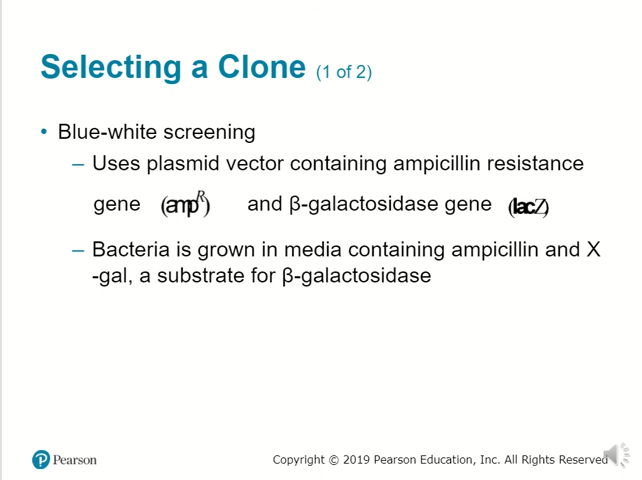 Selecting a Clone (1 of 2)
• Blue-white screening
– Uses plasmid vector containing ampicillin resistance
gene (ampᴿ) and β-galactosidase gene (lacZ)
– Bacteria is grown in media containing ampicillin and X
-gal, a substrate for β-galactosidase
Pearson
Copyright © 2019 Pearson Education, Inc. All Rights Reserved